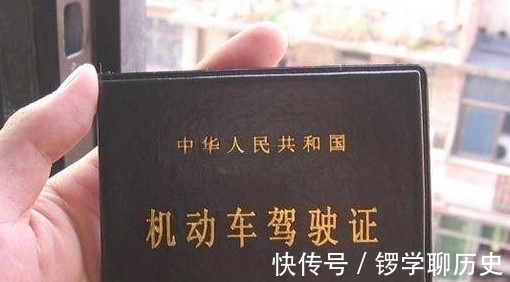 中华人民共和国
机动车驾驶证
快传号 / 锣学聊历史